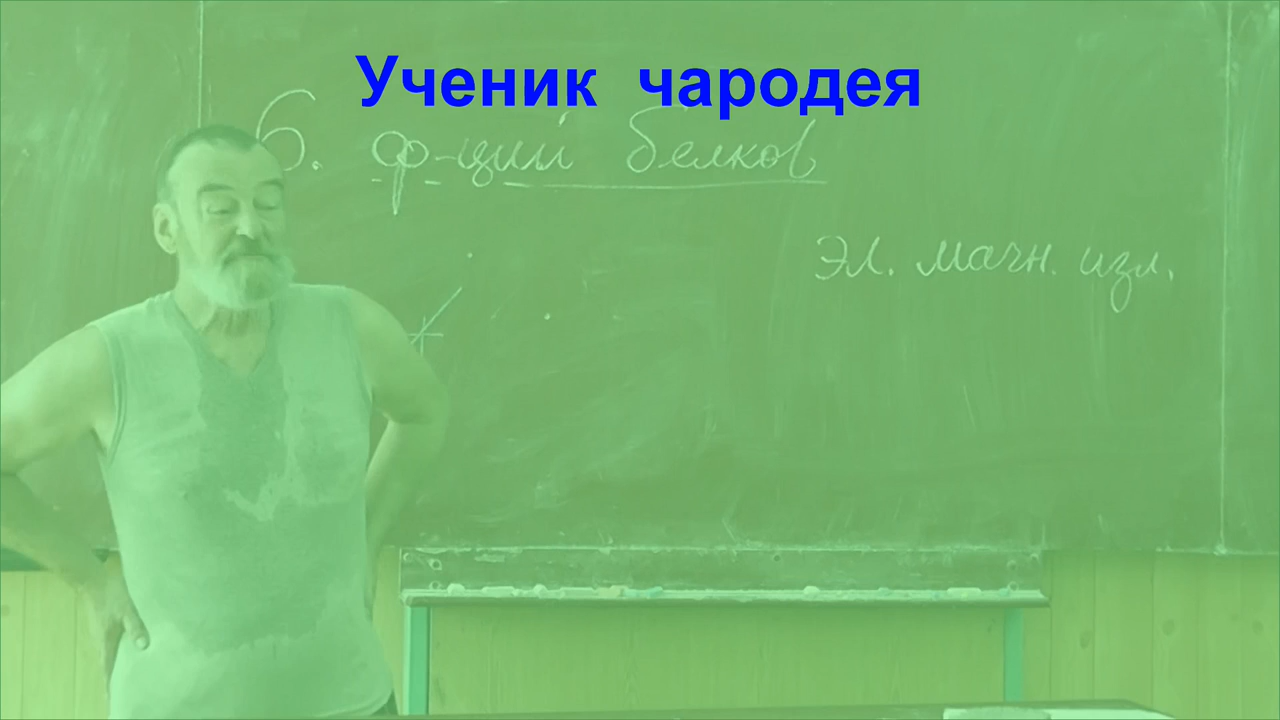 Ученик чародея
6. ф-ций белков
Эл. магн. изл.